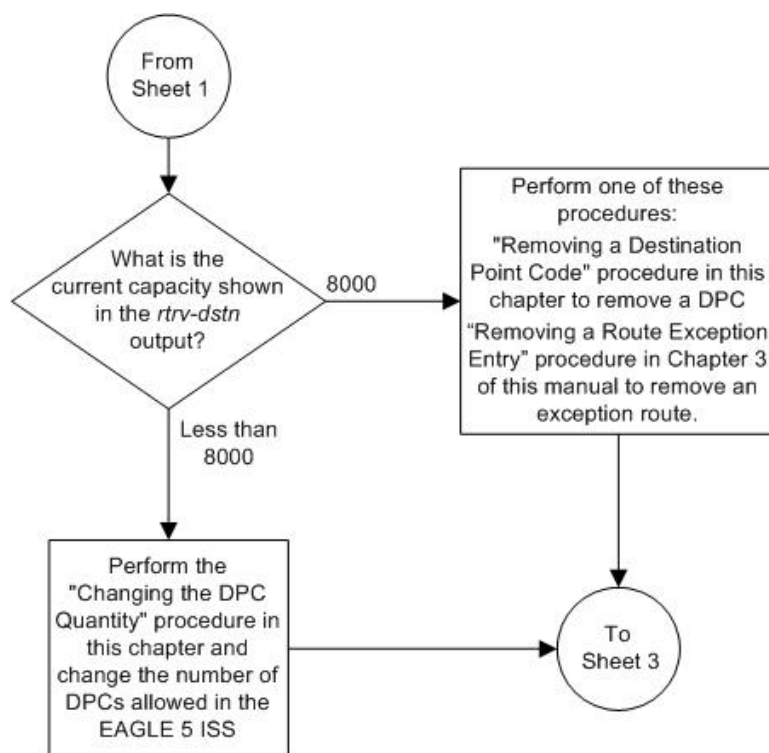 From
Sheet 1
What is the
current capacity shown
in the rtrv-dstn
output?
8000
Perform one of these
procedures:
"Removing a Destination
Point Code" procedure in this
chapter to remove a DPC
“Removing a Route Exception
Entry” procedure in Chapter 3
of this manual to remove an
exception route.
Less than
8000
Perform the
"Changing the DPC
Quantity" procedure in
this chapter and
change the number of
DPCs allowed in the
EAGLE 5 ISS
To
Sheet 3